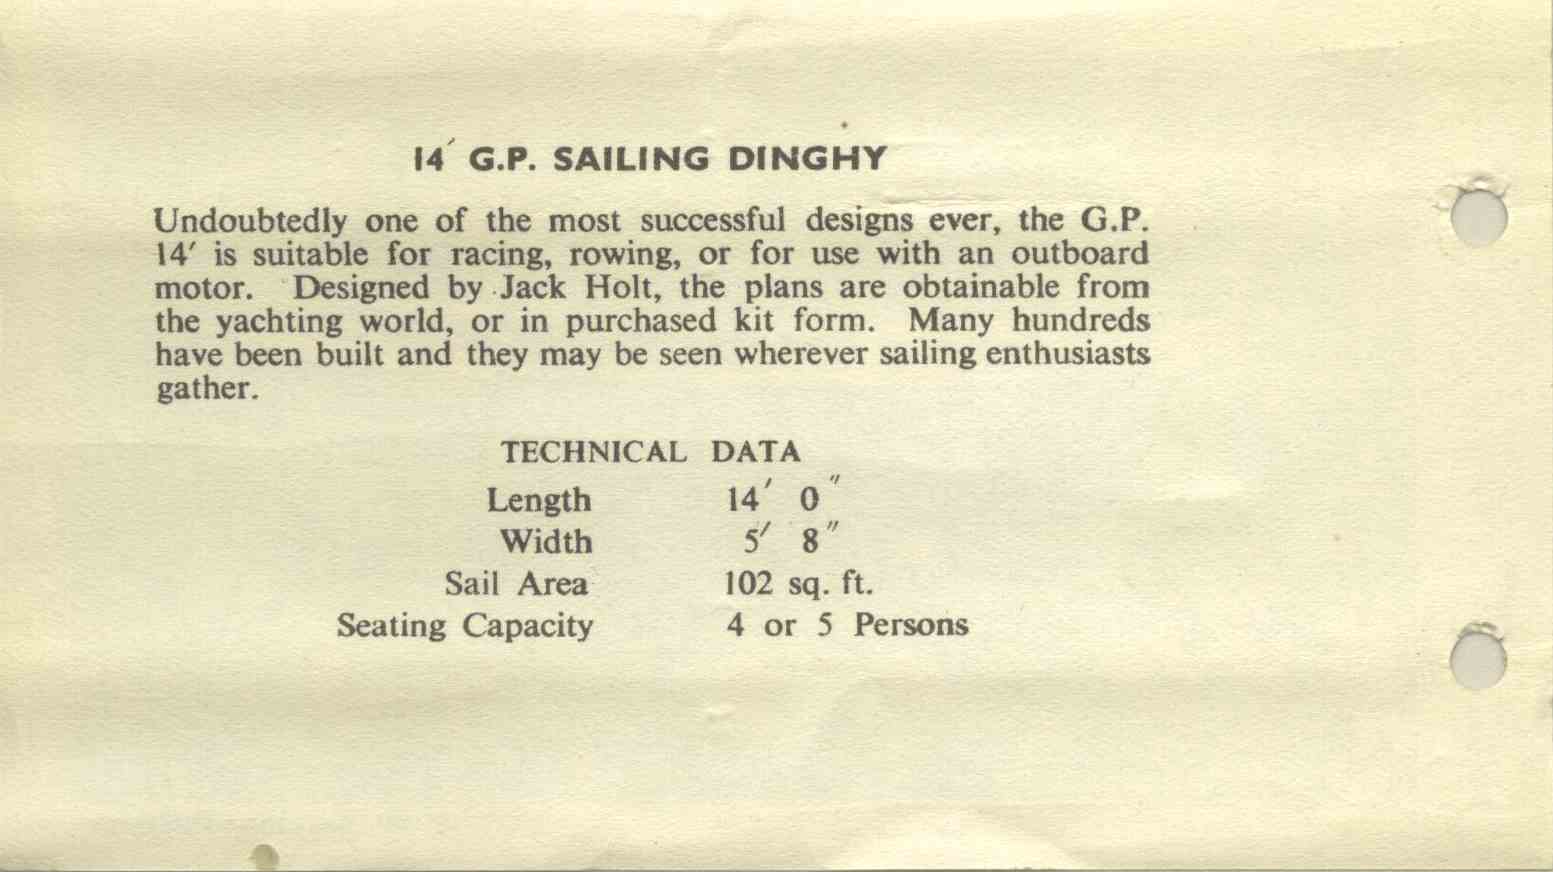 14′ G.P. SAILING DINGHY
Undoubtedly one of the most successful designs ever, the G.P.
14′ is suitable for racing, rowing, or for use with an outboard
motor. Designed by Jack Holt, the plans are obtainable from
the yachting world, or in purchased kit form. Many hundreds
have been built and they may be seen wherever sailing enthusiasts
gather.
TECHNICAL DATA
Length 14′ 0″
Width 5′ 8″
Sail Area 102 sq. ft.
Seating Capacity 4 or 5 Persons